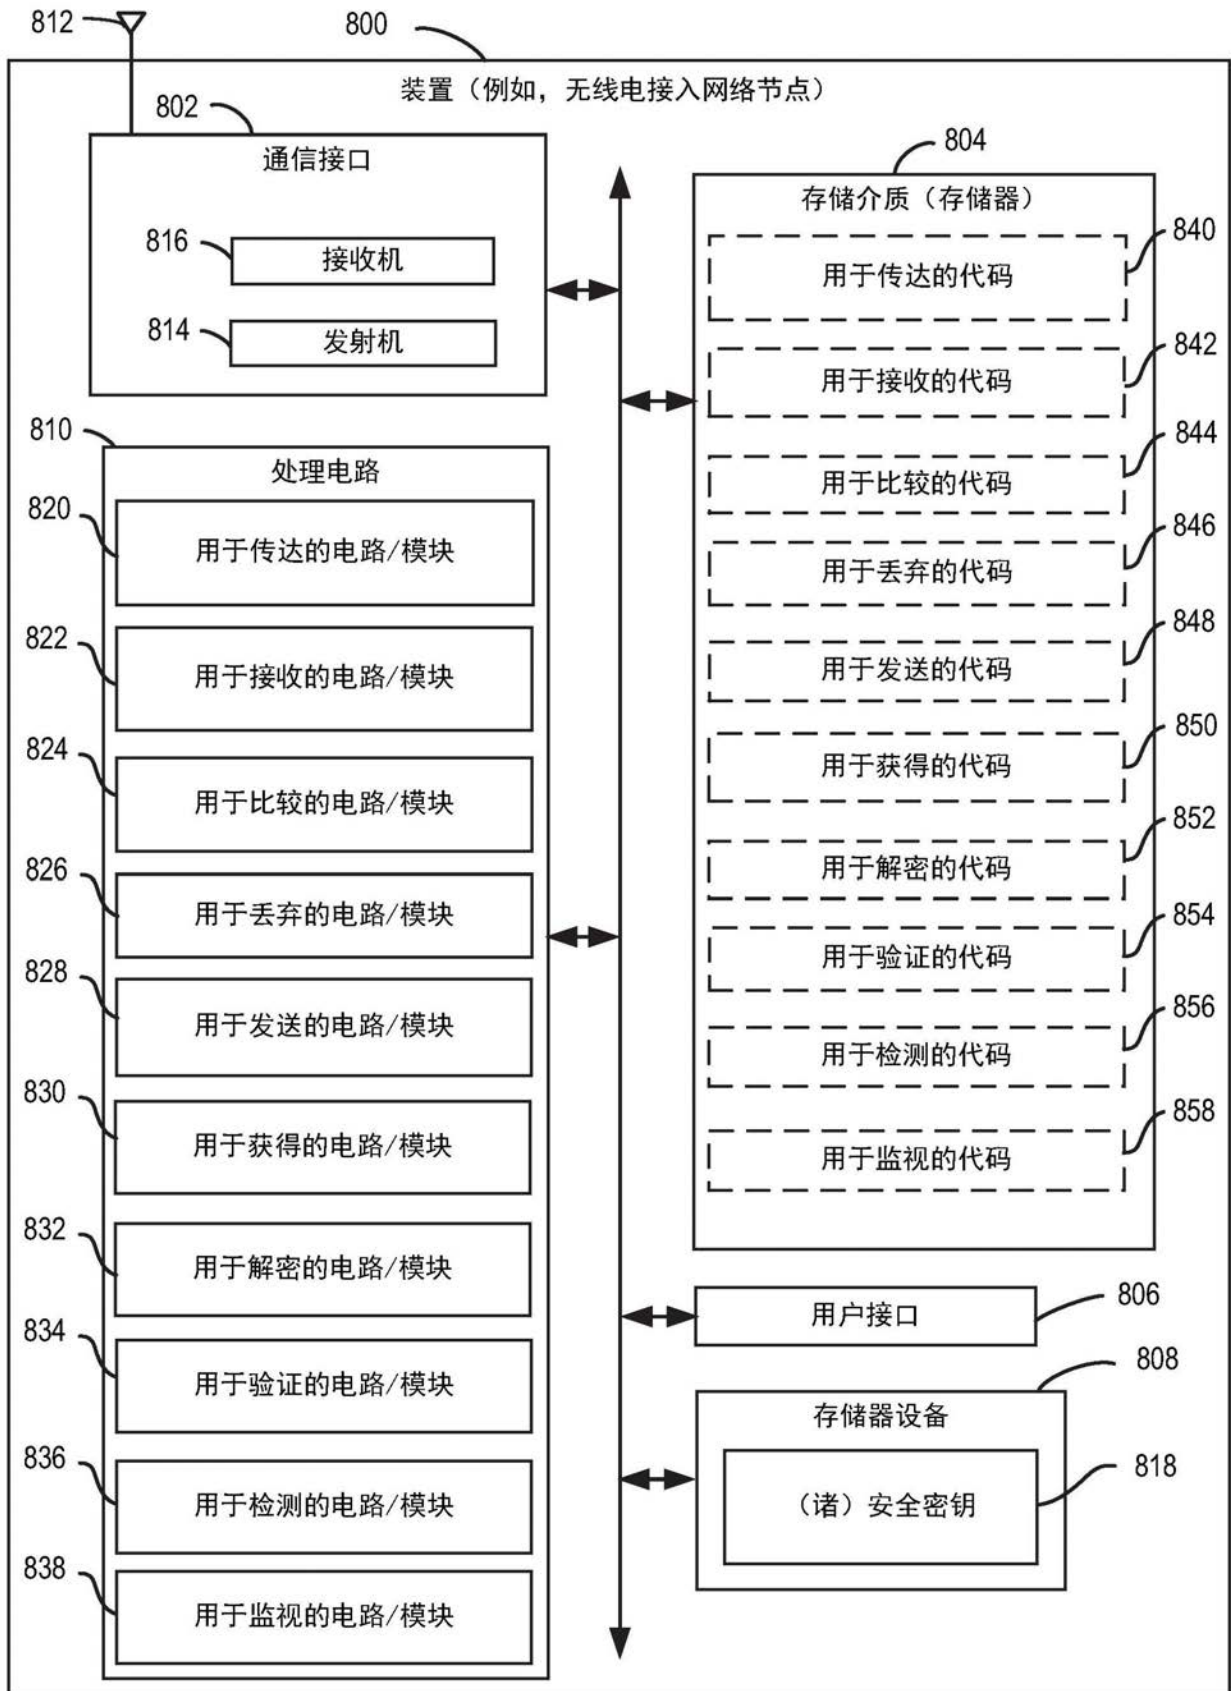 812
800
装置（例如，无线电接入网络节点）
802
通信接口
816
接收机
814
发射机
810
处理电路
820
用于传达的电路/模块
822
用于接收的电路/模块
824
用于比较的电路/模块
826
用于丢弃的电路/模块
828
用于发送的电路/模块
830
用于获得的电路/模块
832
用于解密的电路/模块
834
用于验证的电路/模块
836
用于检测的电路/模块
838
用于监视的电路/模块
804
存储介质（存储器）
840
用于传达的代码
842
用于接收的代码
844
用于比较的代码
846
用于丢弃的代码
848
用于发送的代码
850
用于获得的代码
852
用于解密的代码
854
用于验证的代码
856
用于检测的代码
858
用于监视的代码
806
用户接口
808
存储器设备
818
（诸）安全密钥